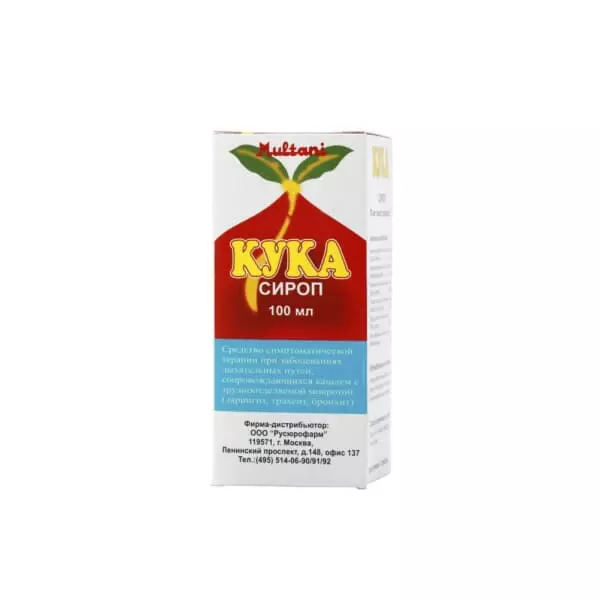 Multani
КУКА
СИРОП
100 мл
Средство симптоматической
терапии при заболеваниях
дыхательных путей,
сопровождающихся кашлем с
трудноотделяемой мокротой
(ларингит, трахеит, бронхит)
Фирма-дистрибьютор:
ООО "Русюрофарм"
119571, г. Москва,
Ленинский проспект, д.148, офис 137
Тел.:(495) 514-06-90/91/92
КУКА